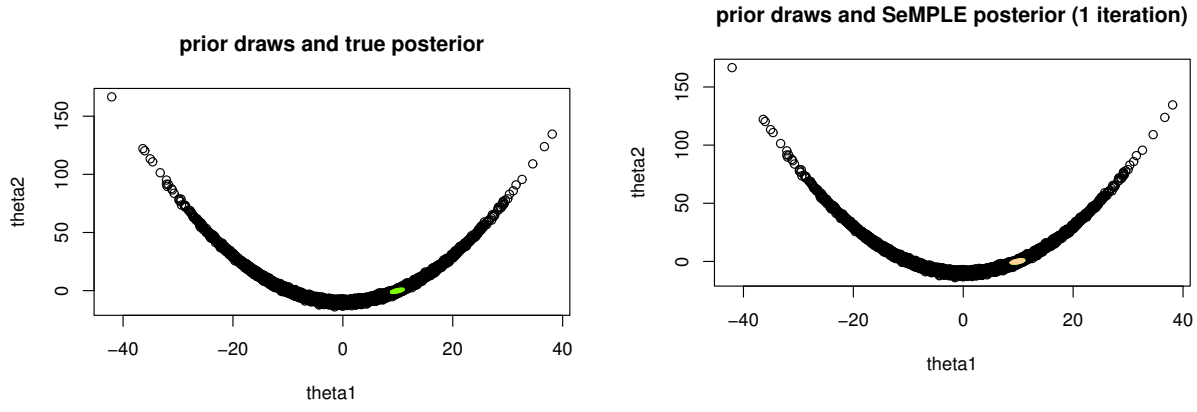 prior draws and true posterior
150
100
50
0
theta2
−40 −20 0 20 40
theta1
prior draws and SeMPLE posterior (1 iteration)
150
100
50
0
theta2
−40 −20 0 20 40
theta1